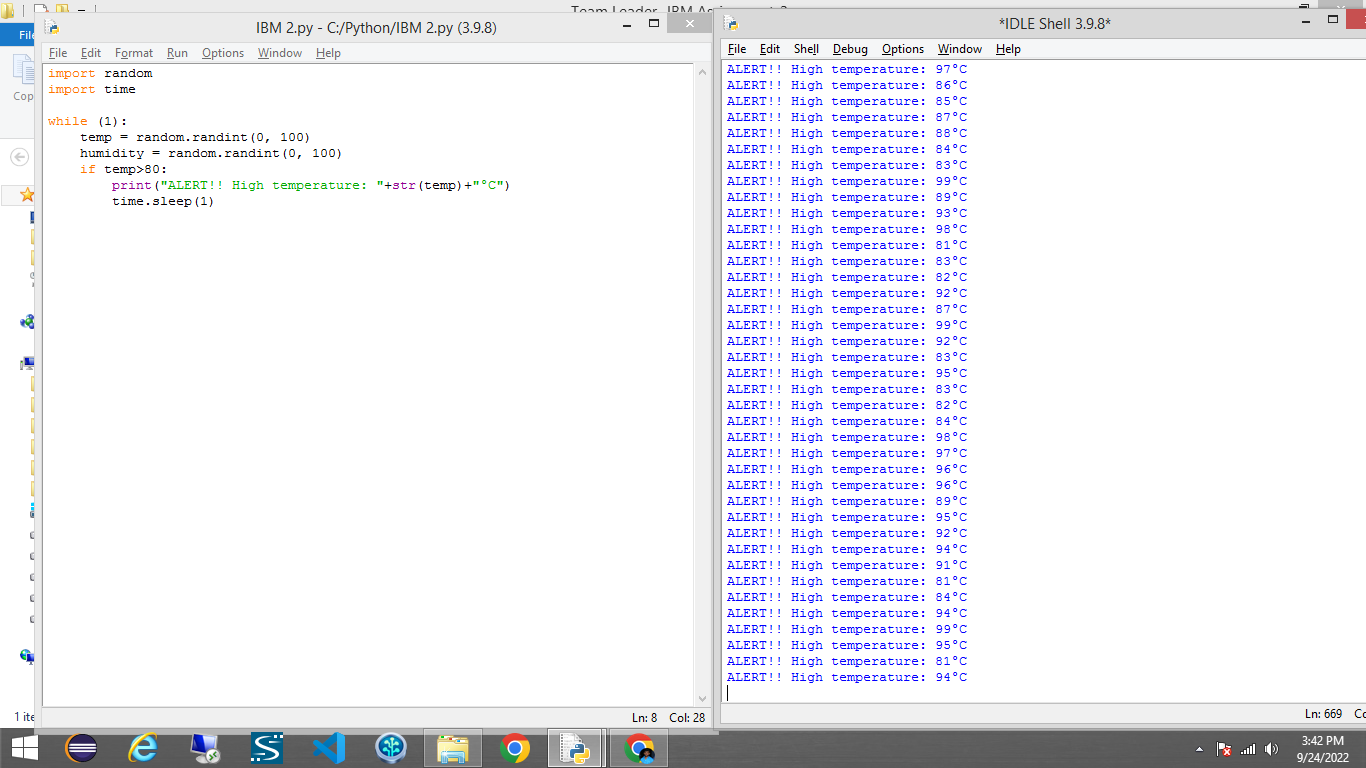 Team Leader
IBM 2.py - C:/Python/IBM 2.py (3.9.8)
File Edit Format Run Options Window Help
import random
import time
while (1):
temp = random.randint(0, 100)
humidity = random.randint(0, 100)
if temp>80:
print("ALERT!! High temperature: "+str(temp)+"°C")
time.sleep(1)
Ln: 8 Col: 28
*IDLE Shell 3.9.8*
File Edit Shell Debug Options Window Help
ALERT!! High temperature: 97°C
ALERT!! High temperature: 86°C
ALERT!! High temperature: 85°C
ALERT!! High temperature: 87°C
ALERT!! High temperature: 88°C
ALERT!! High temperature: 84°C
ALERT!! High temperature: 83°C
ALERT!! High temperature: 99°C
ALERT!! High temperature: 89°C
ALERT!! High temperature: 93°C
ALERT!! High temperature: 98°C
ALERT!! High temperature: 81°C
ALERT!! High temperature: 83°C
ALERT!! High temperature: 82°C
ALERT!! High temperature: 92°C
ALERT!! High temperature: 87°C
ALERT!! High temperature: 99°C
ALERT!! High temperature: 92°C
ALERT!! High temperature: 83°C
ALERT!! High temperature: 95°C
ALERT!! High temperature: 83°C
ALERT!! High temperature: 82°C
ALERT!! High temperature: 84°C
ALERT!! High temperature: 98°C
ALERT!! High temperature: 97°C
ALERT!! High temperature: 96°C
ALERT!! High temperature: 96°C
ALERT!! High temperature: 89°C
ALERT!! High temperature: 95°C
ALERT!! High temperature: 92°C
ALERT!! High temperature: 94°C
ALERT!! High temperature: 91°C
ALERT!! High temperature: 81°C
ALERT!! High temperature: 84°C
ALERT!! High temperature: 94°C
ALERT!! High temperature: 99°C
ALERT!! High temperature: 95°C
ALERT!! High temperature: 81°C
ALERT!! High temperature: 94°C
Ln: 669
File
Cop
1 ite
3:42 PM
9/24/2022